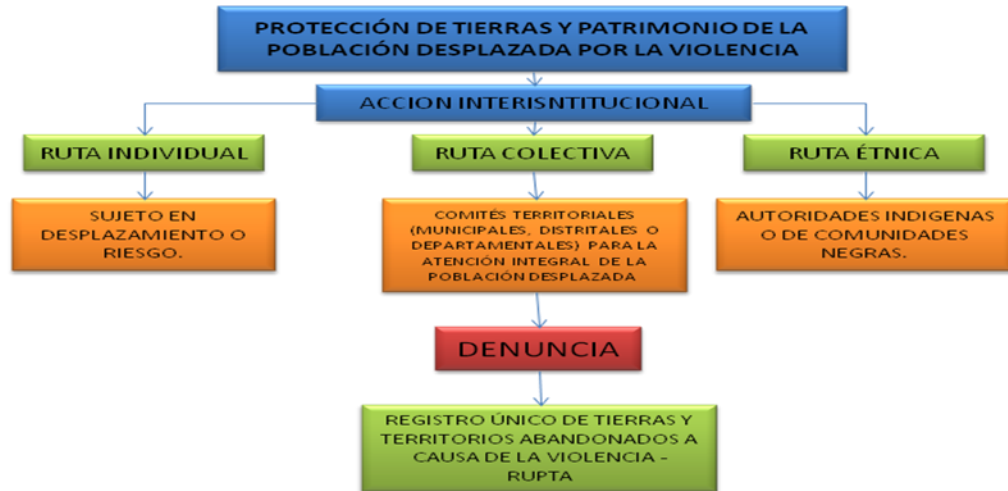 PROTECCIÓN DE TIERRAS Y PATRIMONIO DE LA
POBLACIÓN DESPLAZADA POR LA VIOLENCIA
ACCION INTERISNTITUCIONAL
RUTA INDIVIDUAL
RUTA COLECTIVA
RUTA ÉTNICA
SUJETO EN
DESPLAZAMIENTO O
RIESGO.
COMITÉS TERRITORIALES
(MUNICIPALES, DISTRITALES O
DEPARTAMENTALES) PARA LA
ATENCIÓN INTEGRAL DE LA
POBLACIÓN DESPLAZADA
AUTORIDADES INDIGENAS
O DE COMUNIDADES
NEGRAS.
DENUNCIA
REGISTRO ÚNICO DE TIERRAS Y
TERRITORIOS ABANDONADOS A
CAUSA DE LA VIOLENCIA -
RUPTA